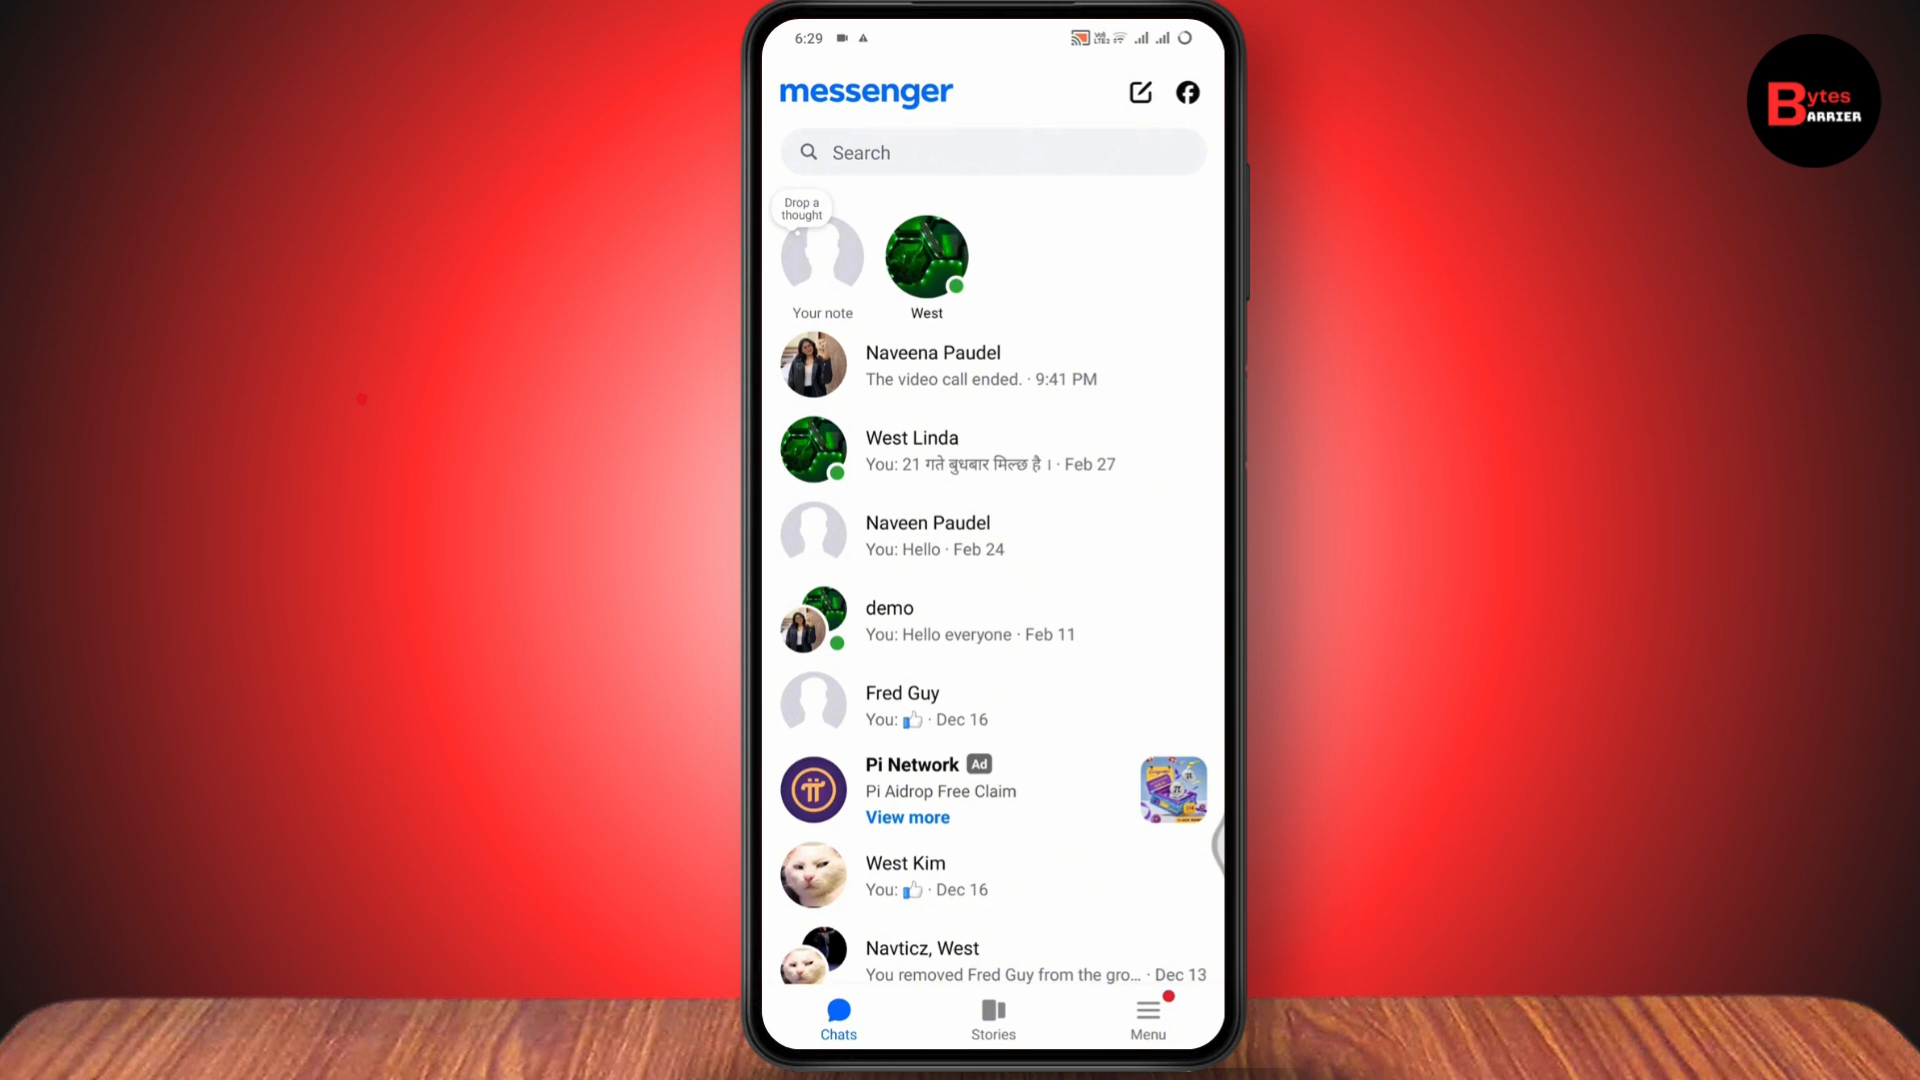 6:29
Bytes
BARRIER
messenger
Search
Drop a
thought
Your note
West
Naveena Paudel
The video call ended. · 9:41 PM
West Linda
You: 21 गते बुधबार मिल्छ है । · Feb 27
Naveen Paudel
You: Hello · Feb 24
demo
You: Hello everyone · Feb 11
Fred Guy
You: 👍 · Dec 16
Pi Network Ad
Pi Aidrop Free Claim
View more
West Kim
You: 👍 · Dec 16
Navticz, West
You removed Fred Guy from the gro... · Dec 13
Chats
Stories
Menu